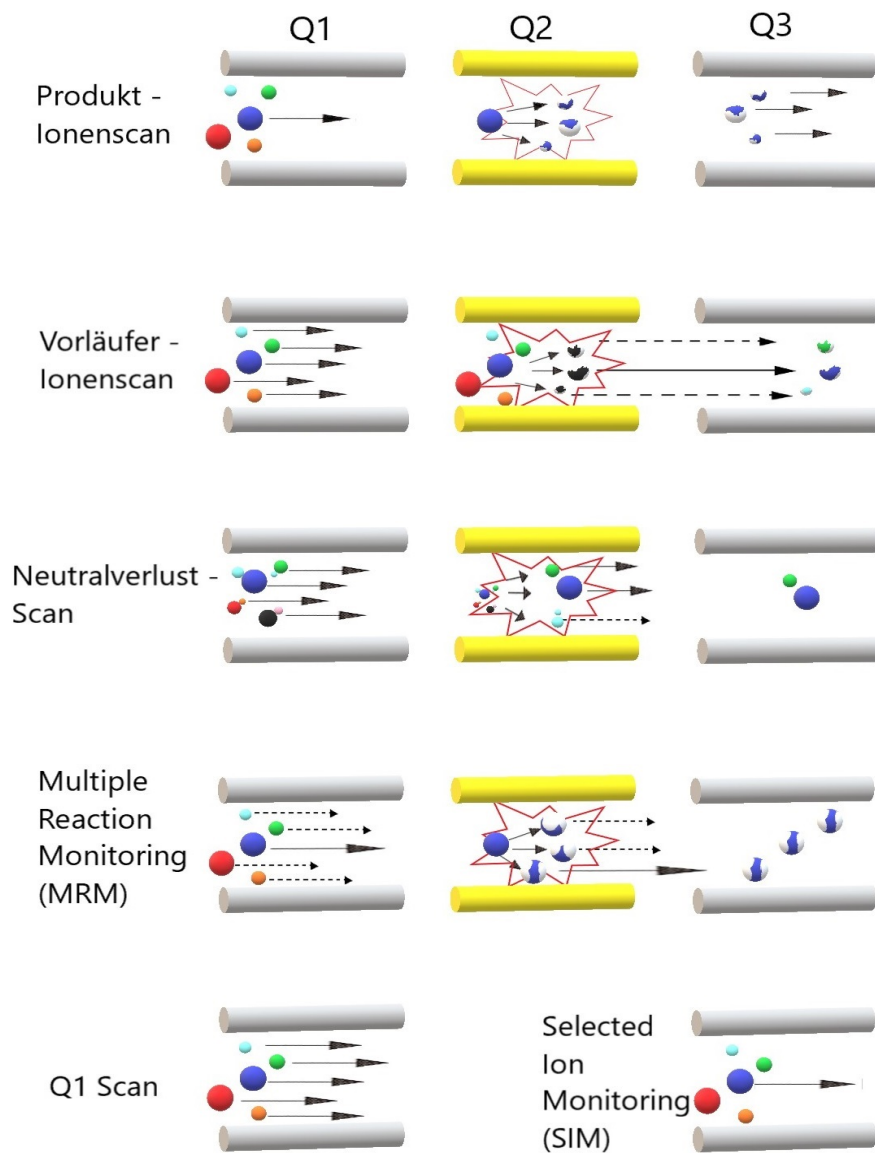 Q1
Q2
Q3
Produkt -
Ionenscan
Vorläufer -
Ionenscan
Neutralverlust -
Scan
Multiple
Reaction
Monitoring
(MRM)
Q1 Scan
Selected
Ion
Monitoring
(SIM)